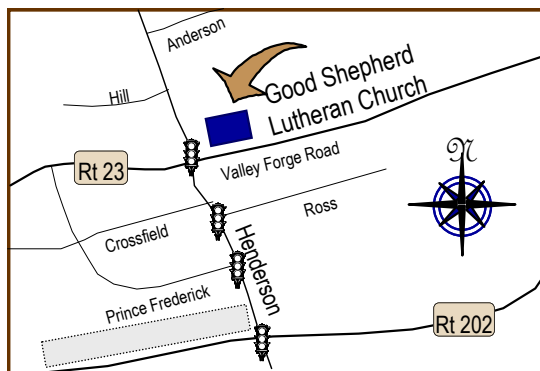 Anderson
Good Shepherd
Lutheran Church
Hill
N
Rt 23
Valley Forge Road
Ross
Crossfield
Henderson
Prince Frederick
Rt 202